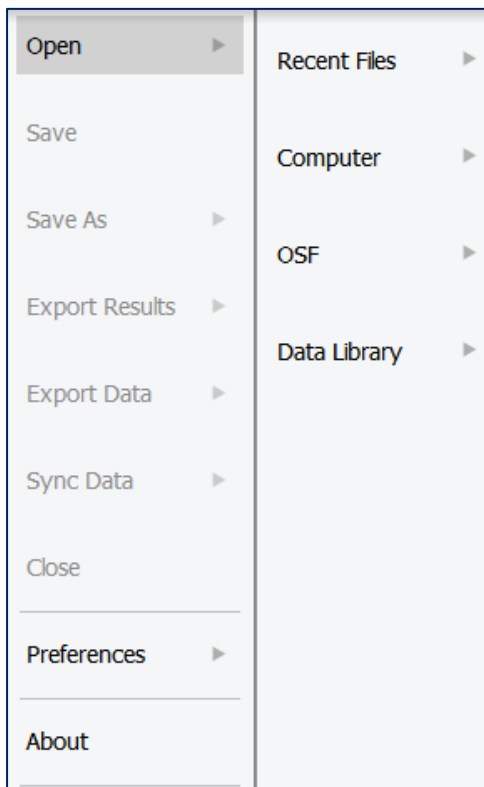 Open
Save
Save As
Export Results
Export Data
Sync Data
Close
Preferences
About
Recent Files
Computer
OSF
Data Library